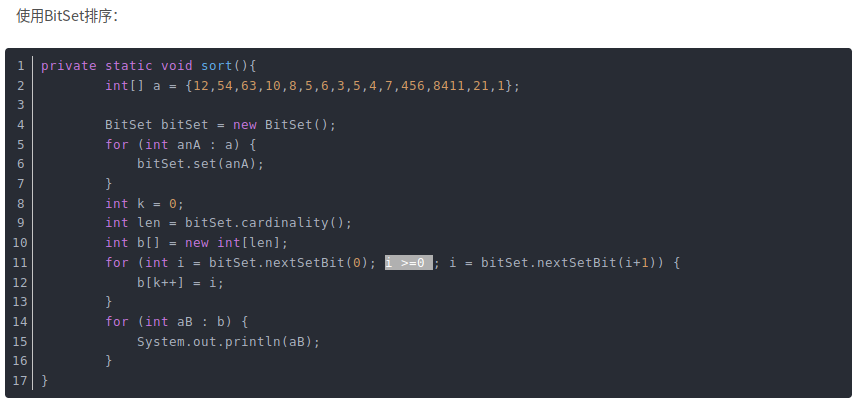 使用BitSet排序：
1 private static void sort(){
2         int[] a = {12,54,63,10,8,5,6,3,5,4,7,456,8411,21,1};
3
4         BitSet bitSet = new BitSet();
5         for (int anA : a) {
6             bitSet.set(anA);
7         }
8         int k = 0;
9         int len = bitSet.cardinality();
10         int b[] = new int[len];
11         for (int i = bitSet.nextSetBit(0); i >=0 ; i = bitSet.nextSetBit(i+1)) {
12             b[k++] = i;
13         }
14         for (int aB : b) {
15             System.out.println(aB);
16         }
17 }